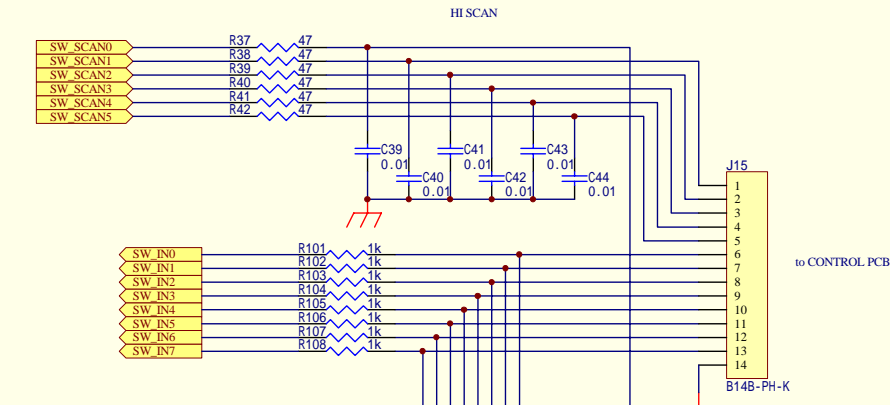 HI SCAN
SW_SCAN0 R37 47
SW_SCAN1 R38 47
SW_SCAN2 R39 47
SW_SCAN3 R40 47
SW_SCAN4 R41 47
SW_SCAN5 R42 47
C39 C41 C43
0.01 0.01 0.01
C40 C42 C44
0.01 0.01 0.01
J15
1
2
3
4
5
SW_IN0 R101 1k 6
SW_IN1 R102 1k 7
to CONTROL PCB
SW_IN2 R103 1k 8
SW_IN3 R104 1k 9
SW_IN4 R105 1k 10
SW_IN5 R106 1k 11
SW_IN6 R107 1k 12
SW_IN7 R108 1k 13
14
B14B-PH-K